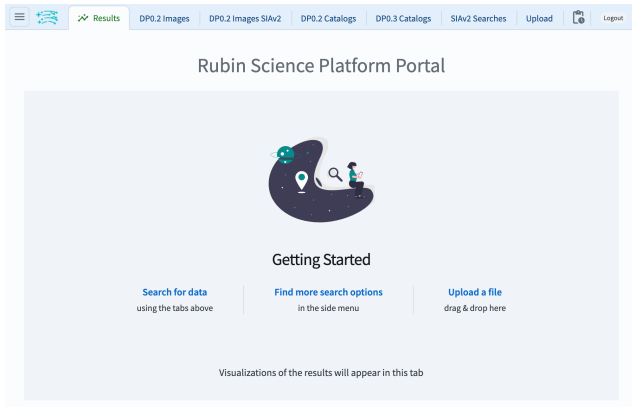 Results DP0.2 Images DP0.2 Images SIAv2 DP0.2 Catalogs DP0.3 Catalogs SIAv2 Searches Upload Logout
Rubin Science Platform Portal
Getting Started
Search for data Find more search options Upload a file
using the tabs above in the side menu drag & drop here
Visualizations of the results will appear in this tab